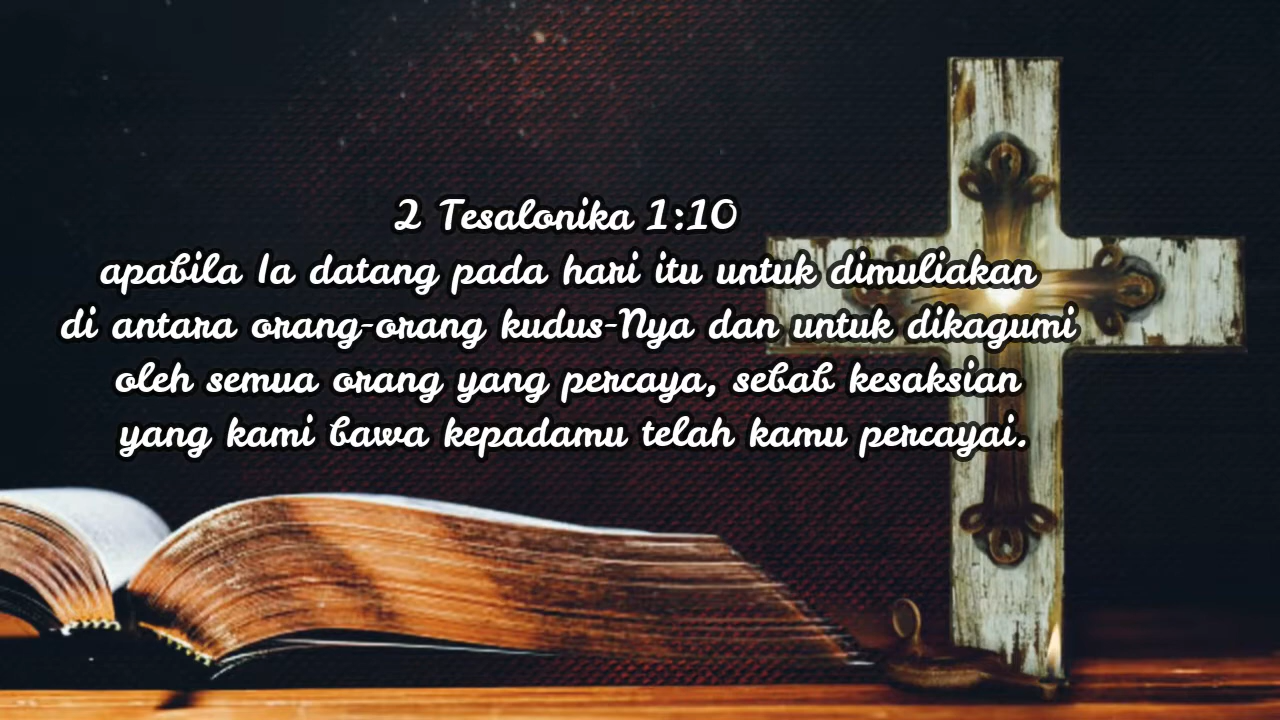 2 Tesalonika 1:10
apabila Ia datang pada hari itu untuk dimuliakan
di antara orang-orang kudus-Nya dan untuk dikagumi
oleh semua orang yang percaya, sebab kesaksian
yang kami bawa kepadamu telah kamu percayai.